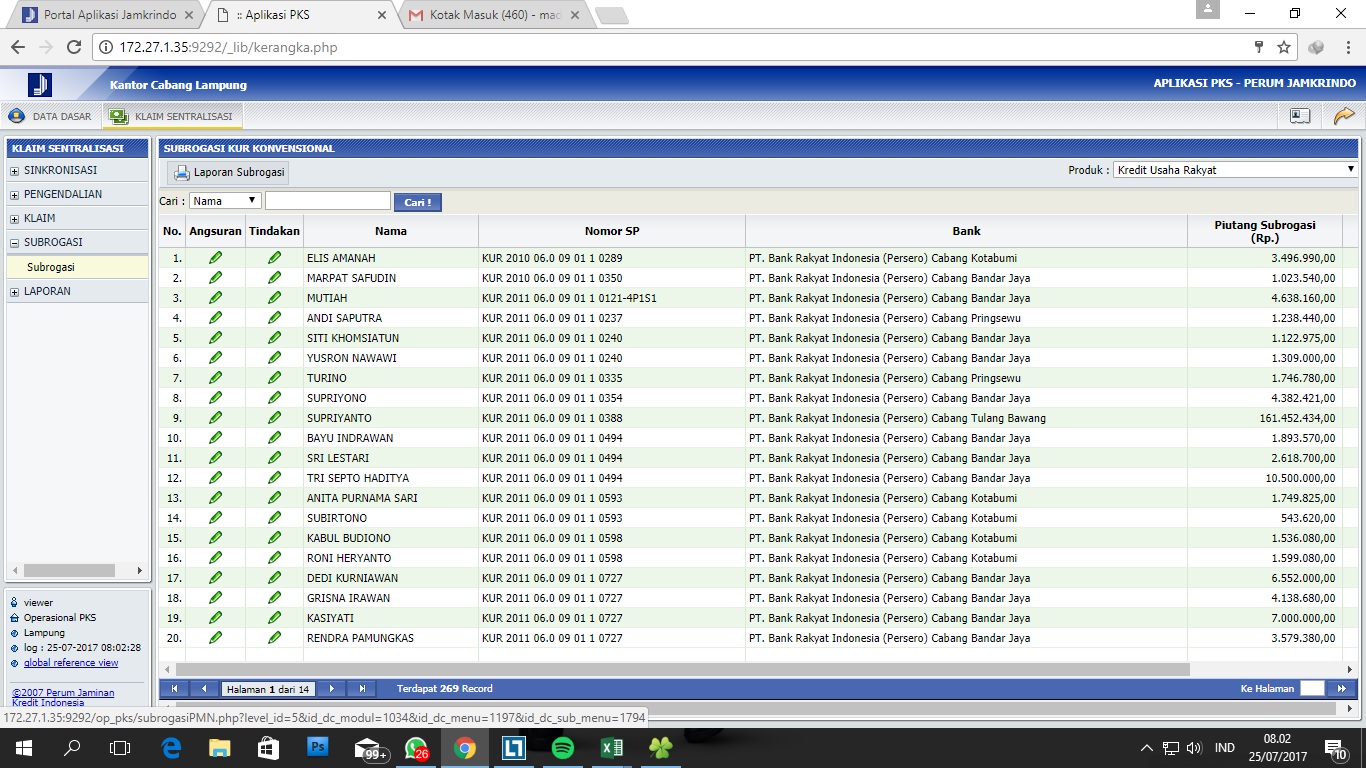 Portal Aplikasi Jamkrindo
:: Aplikasi PKS
Kotak Masuk (460) - mad
172.27.1.35:9292/_lib/kerangka.php
Kantor Cabang Lampung
APLIKASI PKS - PERUM JAMKRINDO
DATA DASAR
KLAIM SENTRALISASI
KLAIM SENTRALISASI
SINKRONISASI
PENGENDALIAN
KLAIM
SUBROGASI
Subrogasi
LAPORAN
SUBROGASI KUR KONVENSIONAL
Laporan Subrogasi
Produk : Kredit Usaha Rakyat
Cari : Nama Cari !
No. Angsuran Tindakan Nama Nomor SP Bank Piutang Subrogasi (Rp.)
1. ELIS AMANAH KUR 2010 06.0 09 01 1 0289 PT. Bank Rakyat Indonesia (Persero) Cabang Kotabumi 3.496.990,00
2. MARPAT SAFUDIN KUR 2010 06.0 09 01 1 0350 PT. Bank Rakyat Indonesia (Persero) Cabang Bandar Jaya 1.023.540,00
3. MUTIAH KUR 2011 06.0 09 01 1 0121-4P1S1 PT. Bank Rakyat Indonesia (Persero) Cabang Bandar Jaya 4.638.160,00
4. ANDI SAPUTRA KUR 2011 06.0 09 01 1 0237 PT. Bank Rakyat Indonesia (Persero) Cabang Pringsewu 1.238.440,00
5. SITI KHOMSIATUN KUR 2011 06.0 09 01 1 0240 PT. Bank Rakyat Indonesia (Persero) Cabang Bandar Jaya 1.122.975,00
6. YUSRON NAWAWI KUR 2011 06.0 09 01 1 0240 PT. Bank Rakyat Indonesia (Persero) Cabang Bandar Jaya 1.309.000,00
7. TURINO KUR 2011 06.0 09 01 1 0335 PT. Bank Rakyat Indonesia (Persero) Cabang Pringsewu 1.746.780,00
8. SUPRIYONO KUR 2011 06.0 09 01 1 0354 PT. Bank Rakyat Indonesia (Persero) Cabang Bandar Jaya 4.382.421,00
9. SUPRIYANTO KUR 2011 06.0 09 01 1 0388 PT. Bank Rakyat Indonesia (Persero) Cabang Tulang Bawang 161.452.434,00
10. BAYU INDRAWAN KUR 2011 06.0 09 01 1 0494 PT. Bank Rakyat Indonesia (Persero) Cabang Bandar Jaya 1.893.570,00
11. SRI LESTARI KUR 2011 06.0 09 01 1 0494 PT. Bank Rakyat Indonesia (Persero) Cabang Bandar Jaya 2.618.700,00
12. TRI SEPTO HADITYA KUR 2011 06.0 09 01 1 0494 PT. Bank Rakyat Indonesia (Persero) Cabang Bandar Jaya 10.500.000,00
13. ANITA PURNAMA SARI KUR 2011 06.0 09 01 1 0593 PT. Bank Rakyat Indonesia (Persero) Cabang Kotabumi 1.749.825,00
14. SUBIRTONO KUR 2011 06.0 09 01 1 0593 PT. Bank Rakyat Indonesia (Persero) Cabang Kotabumi 543.620,00
15. KABUL BUDIONO KUR 2011 06.0 09 01 1 0598 PT. Bank Rakyat Indonesia (Persero) Cabang Kotabumi 1.536.080,00
16. RONI HERYANTO KUR 2011 06.0 09 01 1 0598 PT. Bank Rakyat Indonesia (Persero) Cabang Kotabumi 1.599.080,00
17. DEDI KURNIAWAN KUR 2011 06.0 09 01 1 0727 PT. Bank Rakyat Indonesia (Persero) Cabang Bandar Jaya 6.552.000,00
18. GRISNA IRAWAN KUR 2011 06.0 09 01 1 0727 PT. Bank Rakyat Indonesia (Persero) Cabang Bandar Jaya 4.138.680,00
19. KASIYATI KUR 2011 06.0 09 01 1 0727 PT. Bank Rakyat Indonesia (Persero) Cabang Bandar Jaya 7.000.000,00
20. RENDRA PAMUNGKAS KUR 2011 06.0 09 01 1 0727 PT. Bank Rakyat Indonesia (Persero) Cabang Bandar Jaya 3.579.380,00
viewer
Operasional PKS
Lampung
log : 25-07-2017 08:02:28
global reference view
©2007 Perum Jaminan
Kredit Indonesia
Halaman 1 dari 14
Terdapat 269 Record
Ke Halaman
172.27.1.35:9292/op_pks/subrogasiPMN.php?level_id=5&id_dc_modul=1034&id_dc_menu=1197&id_dc_sub_menu=1794
Ps
99+
26
IND
08.02
25/07/2017
10